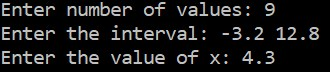 Enter number of values: 9
Enter the interval: -3.2 12.8
Enter the value of x: 4.3